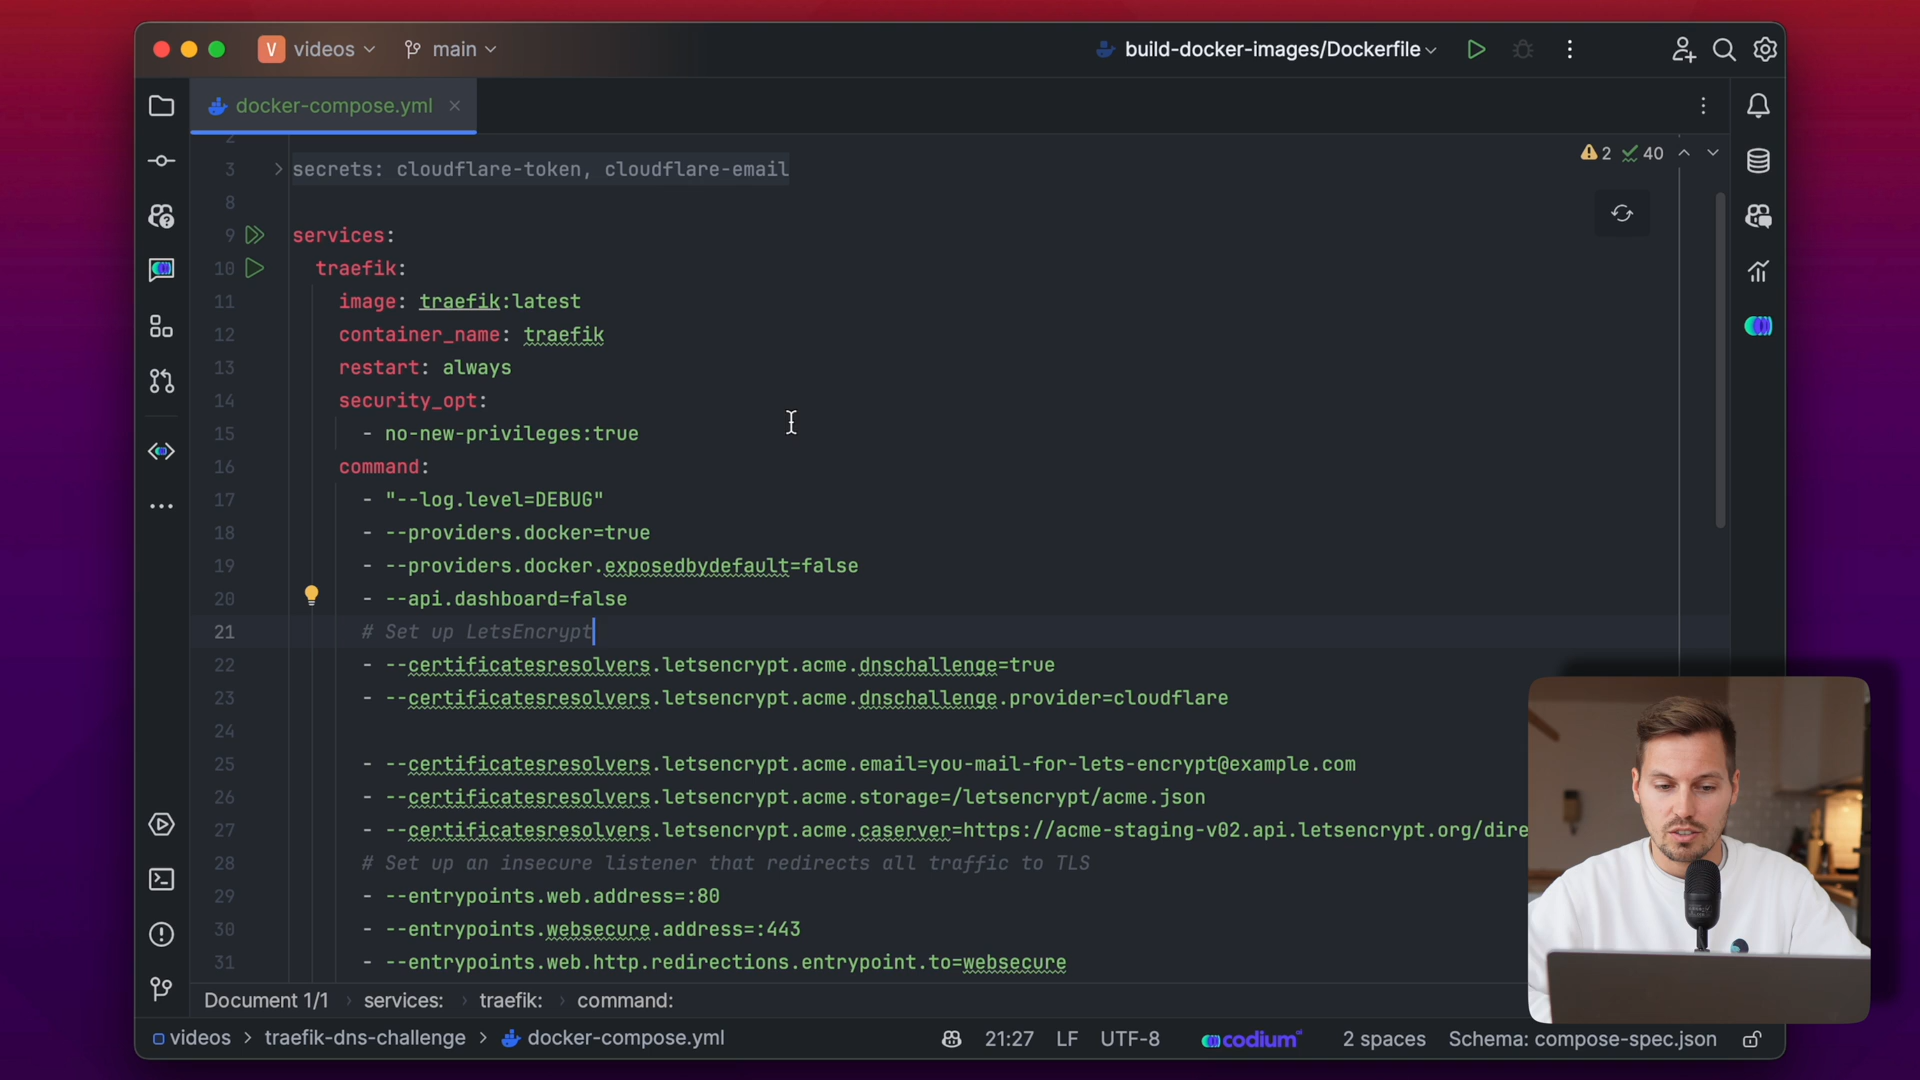 V videos main build-docker-images/Dockerfile
docker-compose.yml
2
3 secrets: cloudflare-token, cloudflare-email
2 40
8
9 services:
10 traefik:
11 image: traefik:latest
12 container_name: traefik
13 restart: always
14 security_opt:
15 - no-new-privileges:true
16 command:
17 - "--log.level=DEBUG"
18 - --providers.docker=true
19 - --providers.docker.exposedbydefault=false
20 - --api.dashboard=false
21 # Set up LetsEncrypt
22 - --certificatesresolvers.letsencrypt.acme.dnschallenge=true
23 - --certificatesresolvers.letsencrypt.acme.dnschallenge.provider=cloudflare
24
25 - --certificatesresolvers.letsencrypt.acme.email=you-mail-for-lets-encrypt@example.com
26 - --certificatesresolvers.letsencrypt.acme.storage=/letsencrypt/acme.json
27 - --certificatesresolvers.letsencrypt.acme.caserver=https://acme-staging-v02.api.letsencrypt.org/dire
28 # Set up an insecure listener that redirects all traffic to TLS
29 - --entrypoints.web.address=:80
30 - --entrypoints.websecure.address=:443
31 - --entrypoints.web.http.redirections.entrypoint.to=websecure
Document 1/1 › services: › traefik: › command:
videos > traefik-dns-challenge > docker-compose.yml 21:27 LF UTF-8 codium 2 spaces Schema: compose-spec.json